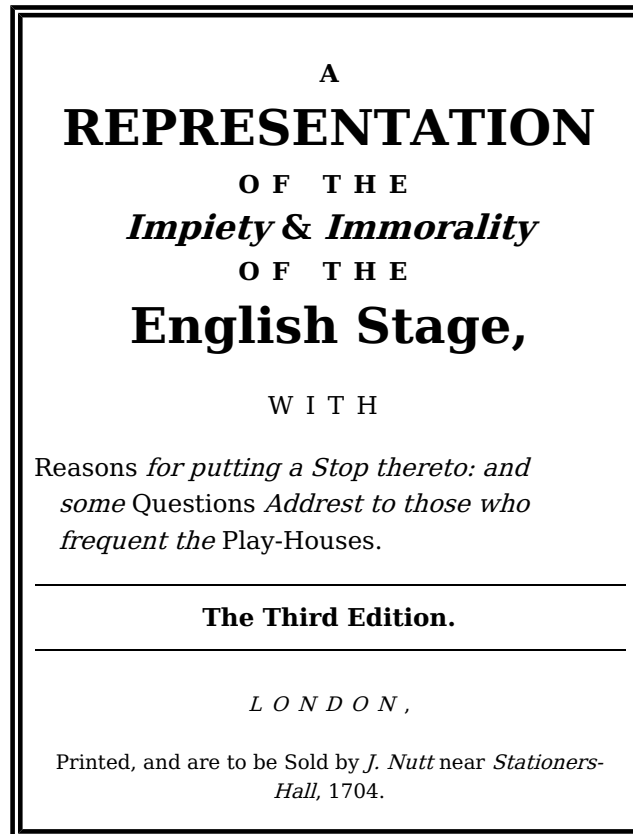 A
REPRESENTATION
OF THE
Impiety & Immorality
OF THE
English Stage,
WITH
Reasons for putting a Stop thereto: and
some Questions Addrest to those who
frequent the Play-Houses.
The Third Edition.
LONDON,
Printed, and are to be Sold by J. Nutt near Stationers-
Hall, 1704.